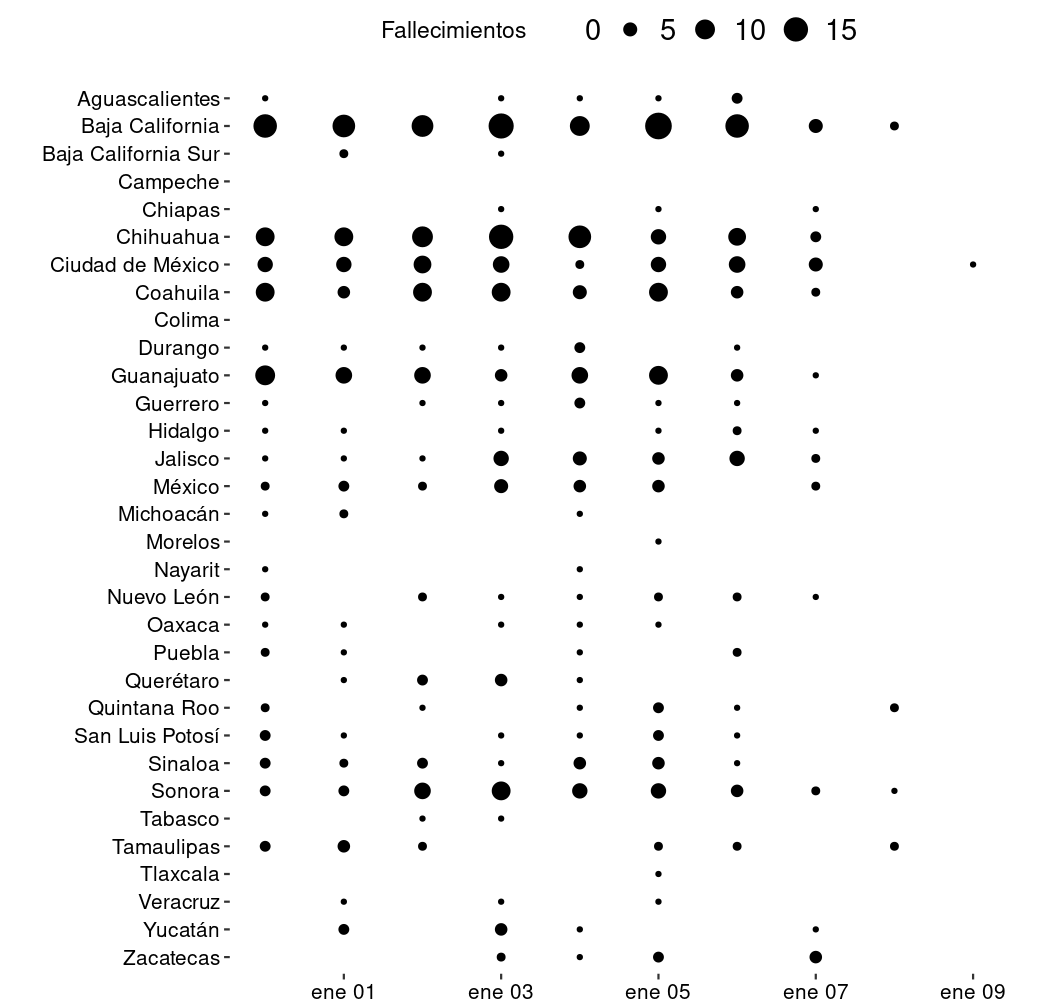 Fallecimientos 0 5 10 15
Aguascalientes
Baja California
Baja California Sur
Campeche
Chiapas
Chihuahua
Ciudad de México
Coahuila
Colima
Durango
Guanajuato
Guerrero
Hidalgo
Jalisco
México
Michoacán
Morelos
Nayarit
Nuevo León
Oaxaca
Puebla
Querétaro
Quintana Roo
San Luis Potosí
Sinaloa
Sonora
Tabasco
Tamaulipas
Tlaxcala
Veracruz
Yucatán
Zacatecas
ene 01 ene 03 ene 05 ene 07 ene 09